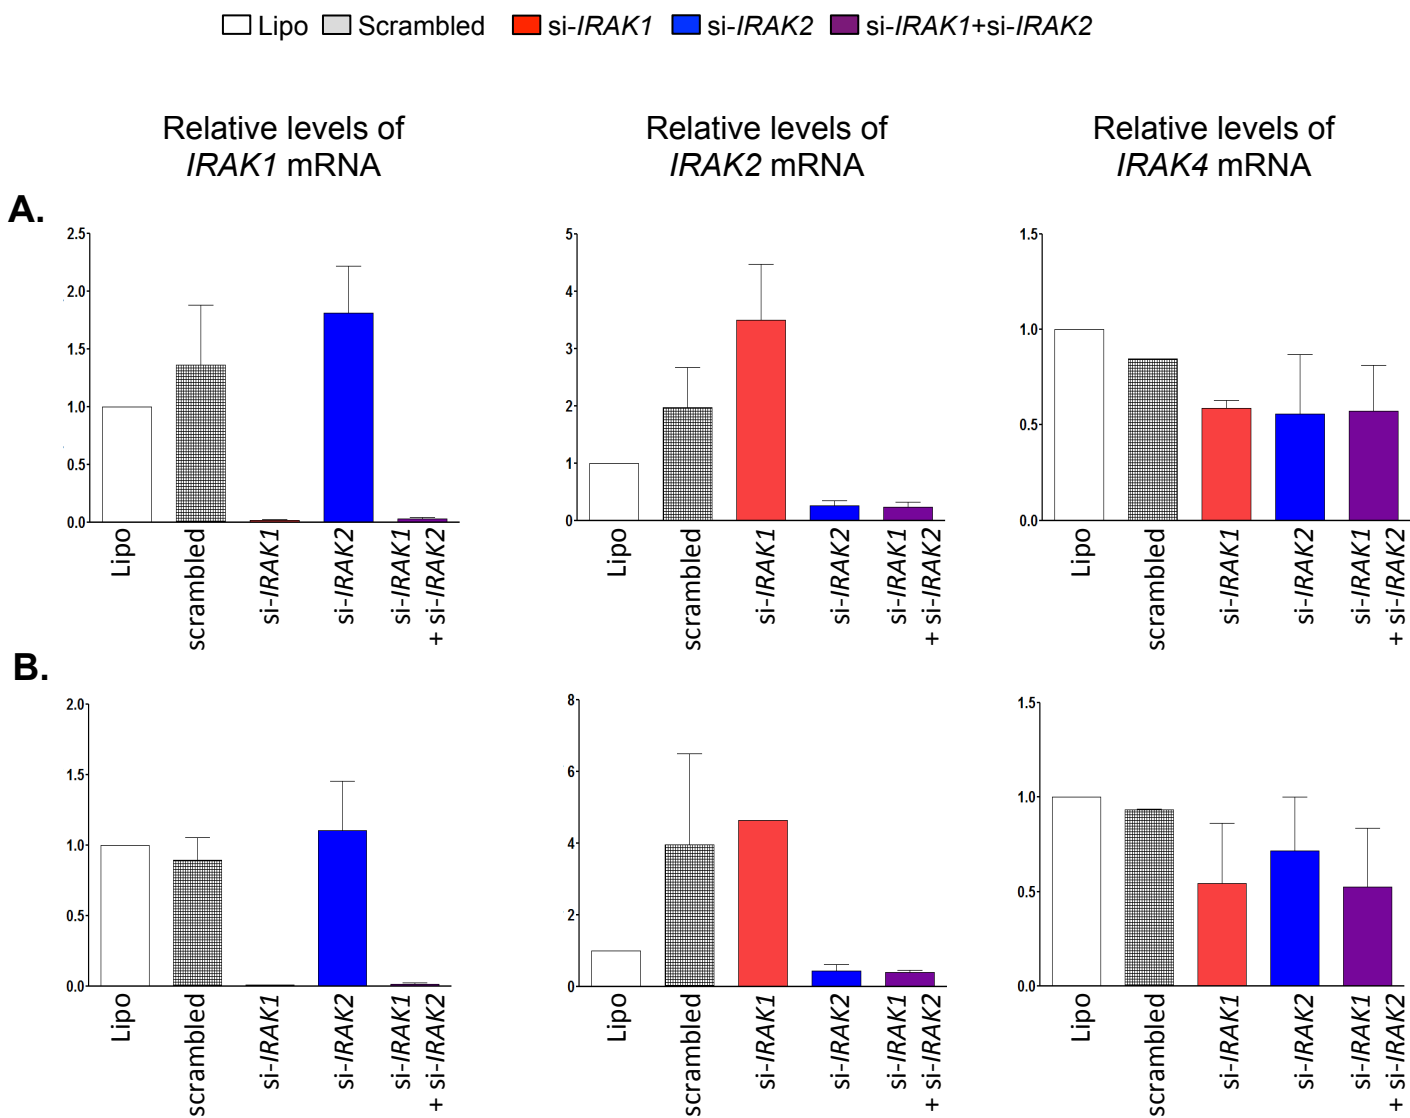 Lipo Scrambled si-IRAK1 si-IRAK2 si-IRAK1+si-IRAK2
Relative levels of
IRAK1 mRNA
Relative levels of
IRAK2 mRNA
Relative levels of
IRAK4 mRNA
A.
2.5
2.0
1.5
1.0
0.5
0.0
Lipo
scrambled
si-IRAK1
si-IRAK2
si-IRAK1
+ si-IRAK2
5
4
3
2
1
0
Lipo
scrambled
si-IRAK1
si-IRAK2
si-IRAK1
+ si-IRAK2
1.5
1.0
0.5
0.0
Lipo
scrambled
si-IRAK1
si-IRAK2
si-IRAK1
+ si-IRAK2
B.
2.0
1.5
1.0
0.5
0.0
Lipo
scrambled
si-IRAK1
si-IRAK2
si-IRAK1
+ si-IRAK2
8
6
4
2
0
Lipo
scrambled
si-IRAK1
si-IRAK2
si-IRAK1
+ si-IRAK2
1.5
1.0
0.5
0.0
Lipo
scrambled
si-IRAK1
si-IRAK2
si-IRAK1
+ si-IRAK2